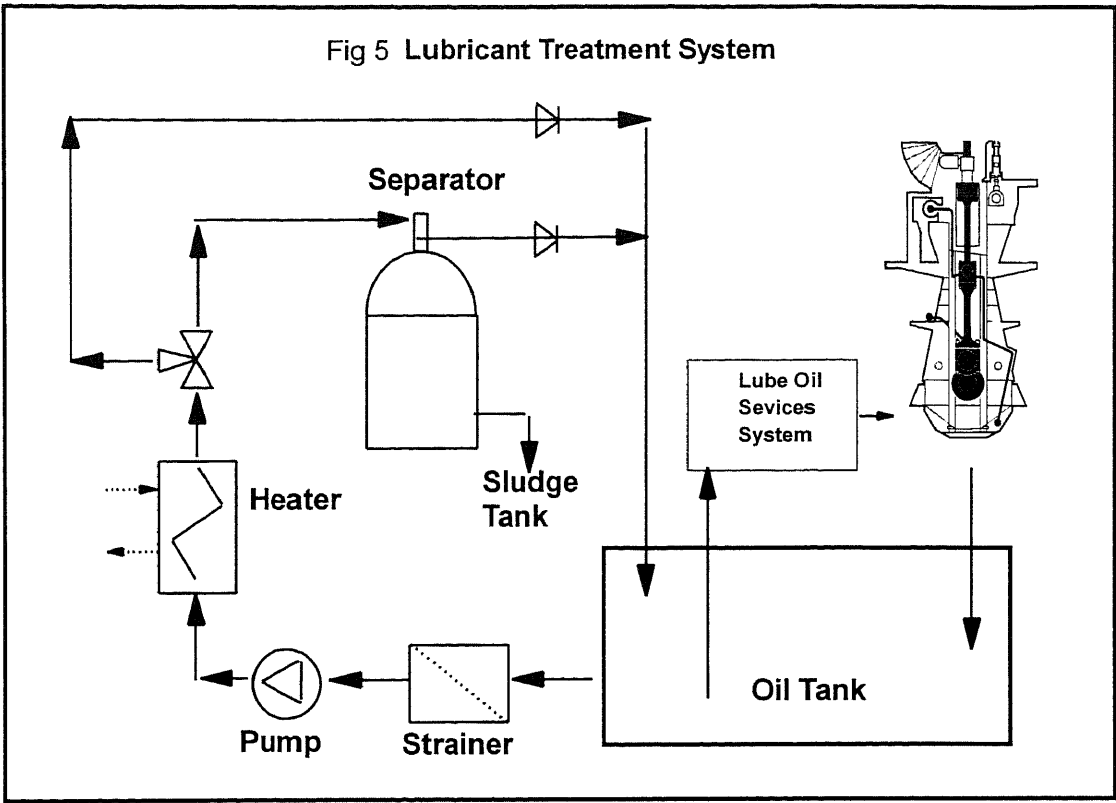 Fig 5 Lubricant Treatment System
Separator
Lube Oil
Sevices
System
Heater
Sludge
Tank
Oil Tank
Pump
Strainer